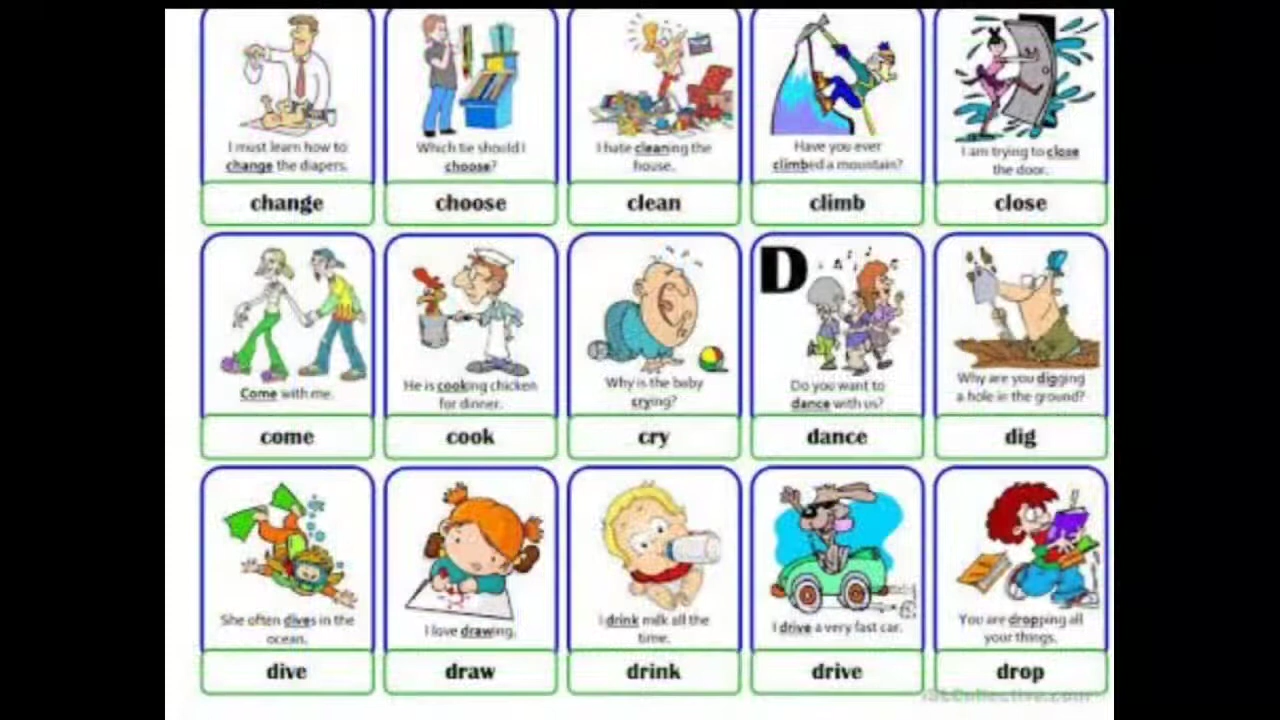 I must learn how to
change the diapers.
change
Which tie should I
choose?
choose
I hate cleaning the
house.
clean
Have you ever
climbed a mountain?
climb
I am trying to close
the door.
close
Come with me.
come
He is cooking chicken
for dinner.
cook
Why is the baby
crying?
cry
D
Do you want to
dance with us?
dance
Why are you digging
a hole in the ground?
dig
She often dives in the
ocean.
dive
I love drawing.
draw
I drink milk all the
time.
drink
I drive a very fast car.
drive
You are dropping all
your things.
drop
iSLCollective.com